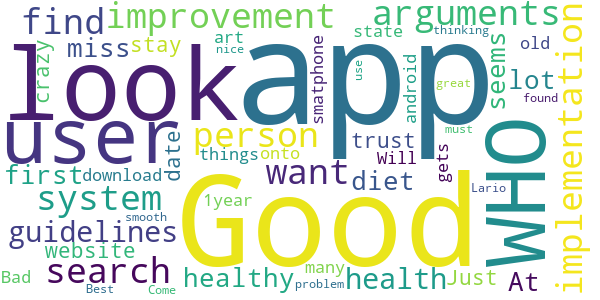 find improvement arguments
miss stay art nice state thinking old
crazy look app smatphone use android great found seems lot
user person trust Will gets must
date things onto
first download want diet Lario WHO implementation
system Good 1year
guidelines smooth
website healthy many health Just At
Bad search Best Come problem